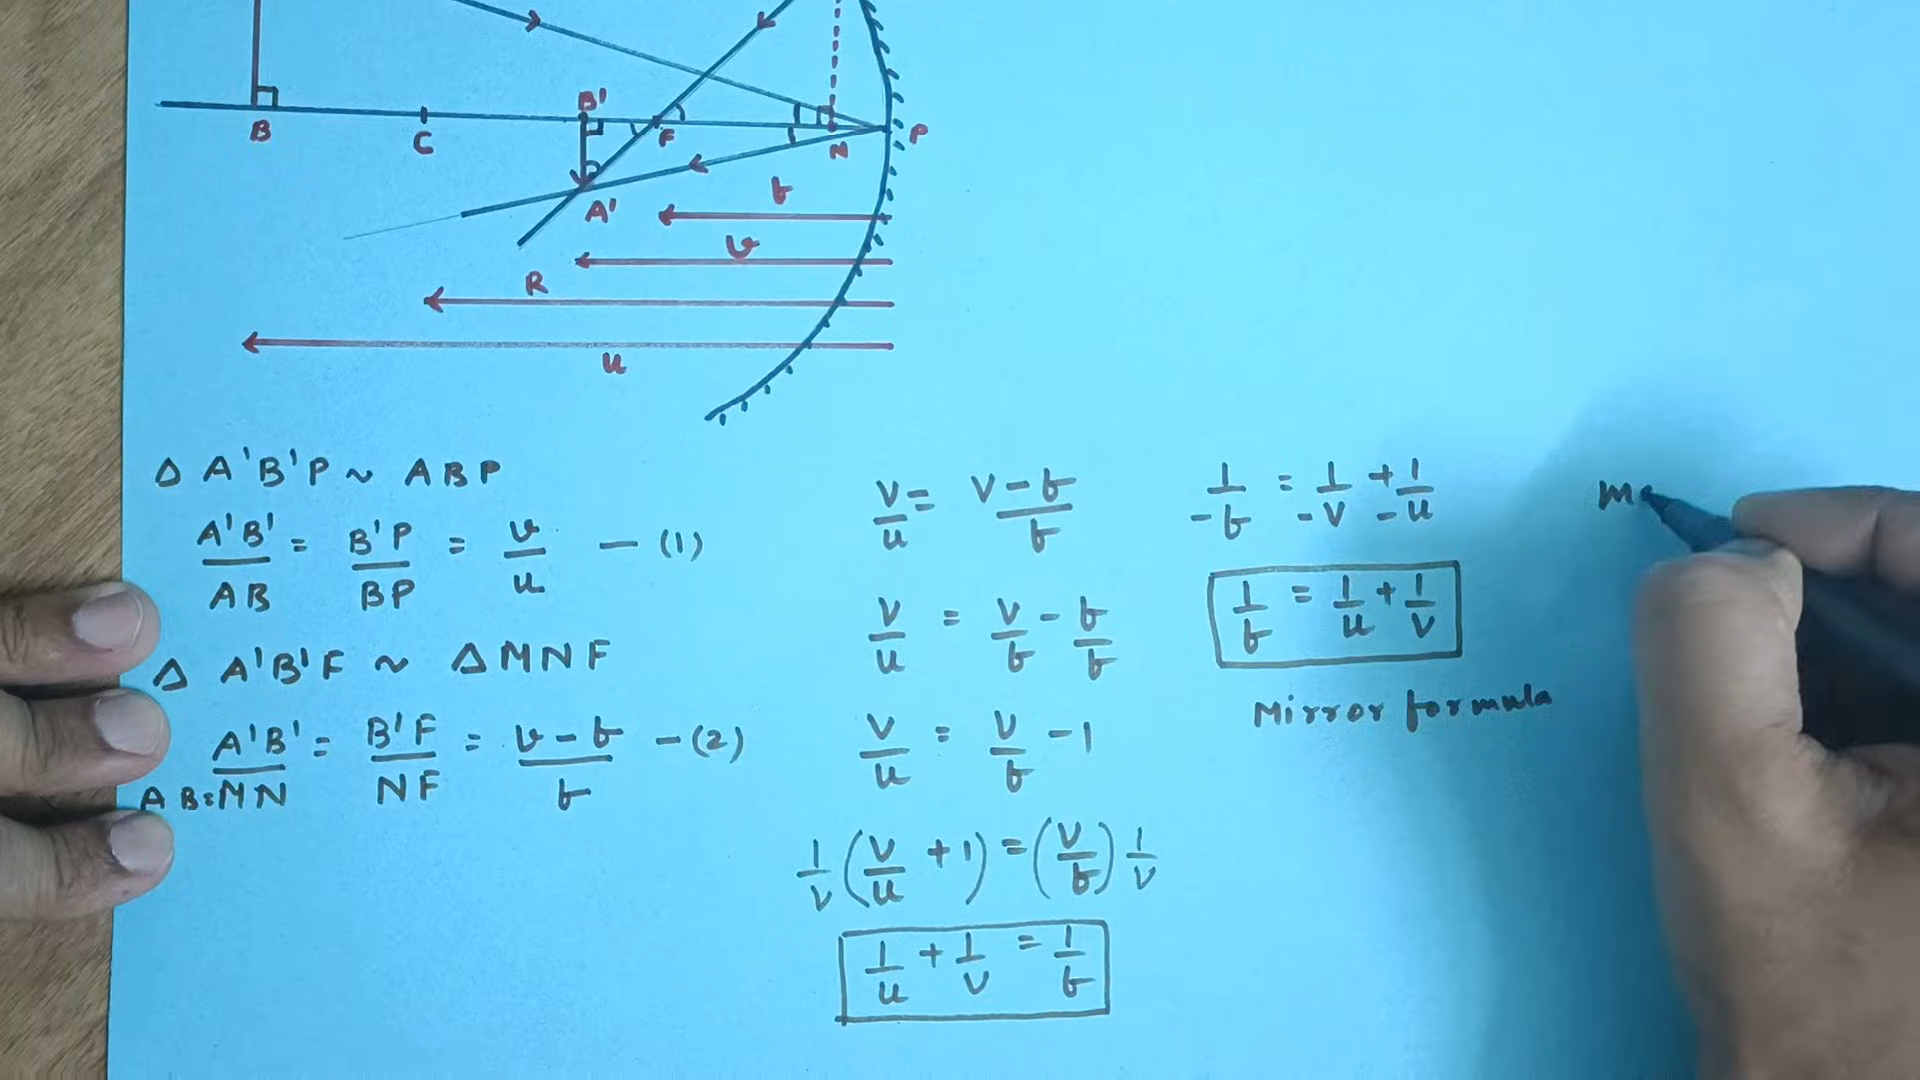 B C B' F N P
A'
f
v
R
u
Δ A'B'P ~ ABP
A'B'/AB = B'P/BP = v/u — (1)
Δ A'B'F ~ Δ MNF
A'B'/MN = B'F/NF = v-f/f — (2)
AB=MN
v/u = v-f/f
v/u = v/f - f/f
v/u = v/f - 1
1/v (v/u + 1) = (v/f) 1/v
1/u + 1/v = 1/f
1/-f = 1/-v + 1/-u
1/f = 1/u + 1/v
Mirror formula